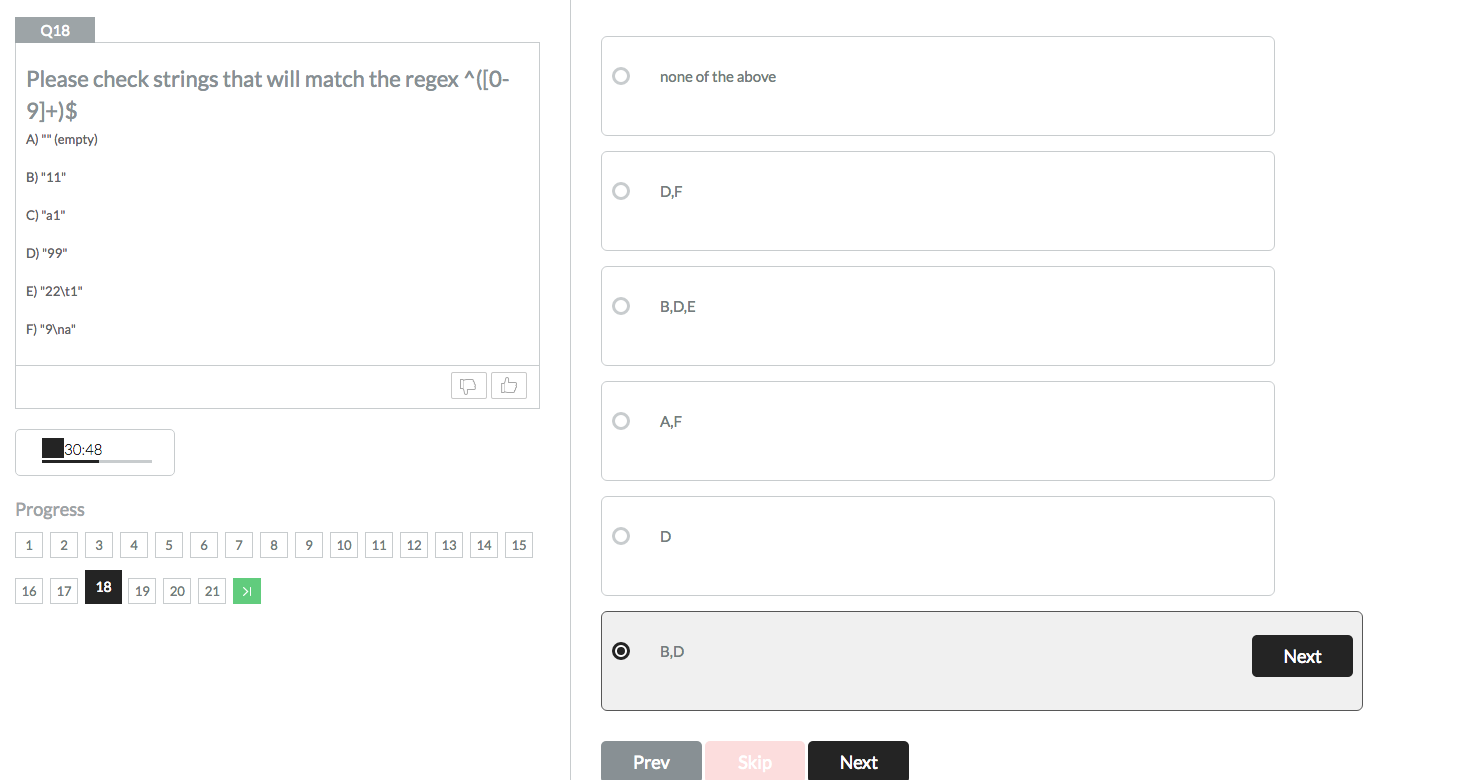 Q18
Please check strings that will match the regex ^([0-
9]+)$
A) "" (empty)
B) "11"
C) "a1"
D) "99"
E) "22\t1"
F) "9\na"
30:48
Progress
1 2 3 4 5 6 7 8 9 10 11 12 13 14 15
16 17 18 19 20 21
none of the above
D,F
B,D,E
A,F
D
B,D
Next
Prev Skip Next